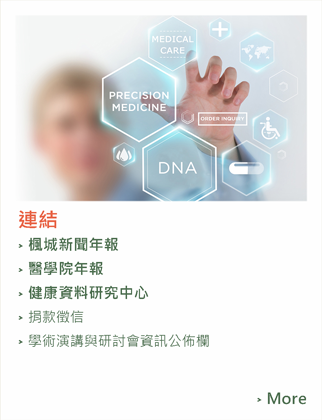 MEDICAL
CARE
PRECISION
MEDICINE
ORDER INQUIRY
DNA
連結
› 楓城新聞年報
› 醫學院年報
› 健康資料研究中心
› 捐款徵信
› 學術演講與研討會資訊公佈欄
› More